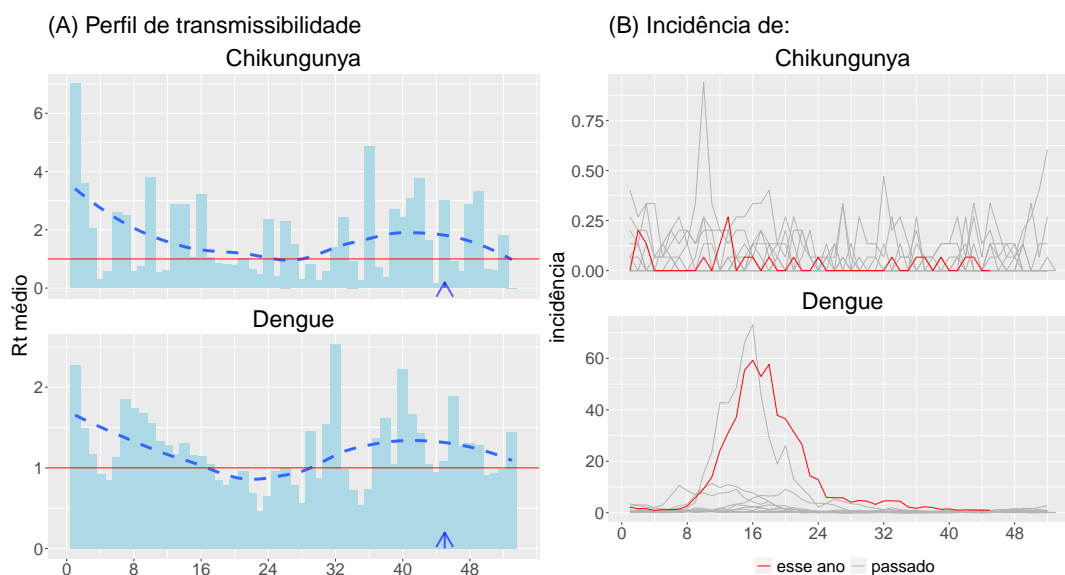 (A) Perfil de transmissibilidade
Chikungunya
6
4
2
0
Dengue
2
1
0
0 8 16 24 32 40 48
Rt médio
(B) Incidência de:
Chikungunya
0.75
0.50
0.25
0.00
Dengue
60
40
20
0
0 8 16 24 32 40 48
incidência
esse ano passado